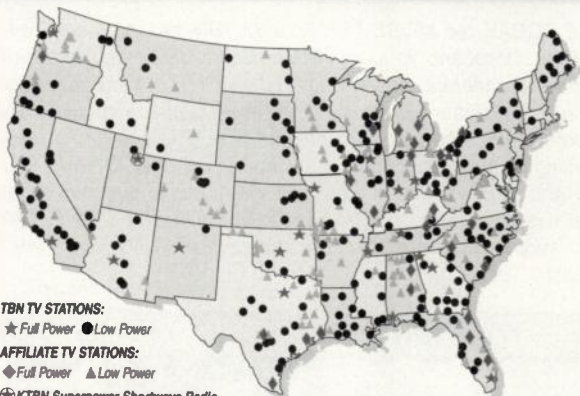 TBN TV STATIONS:
★ Full Power ● Low Power
AFFILIATE TV STATIONS:
◆ Full Power ▲ Low Power
KTBN Superpower Shortwave Radio